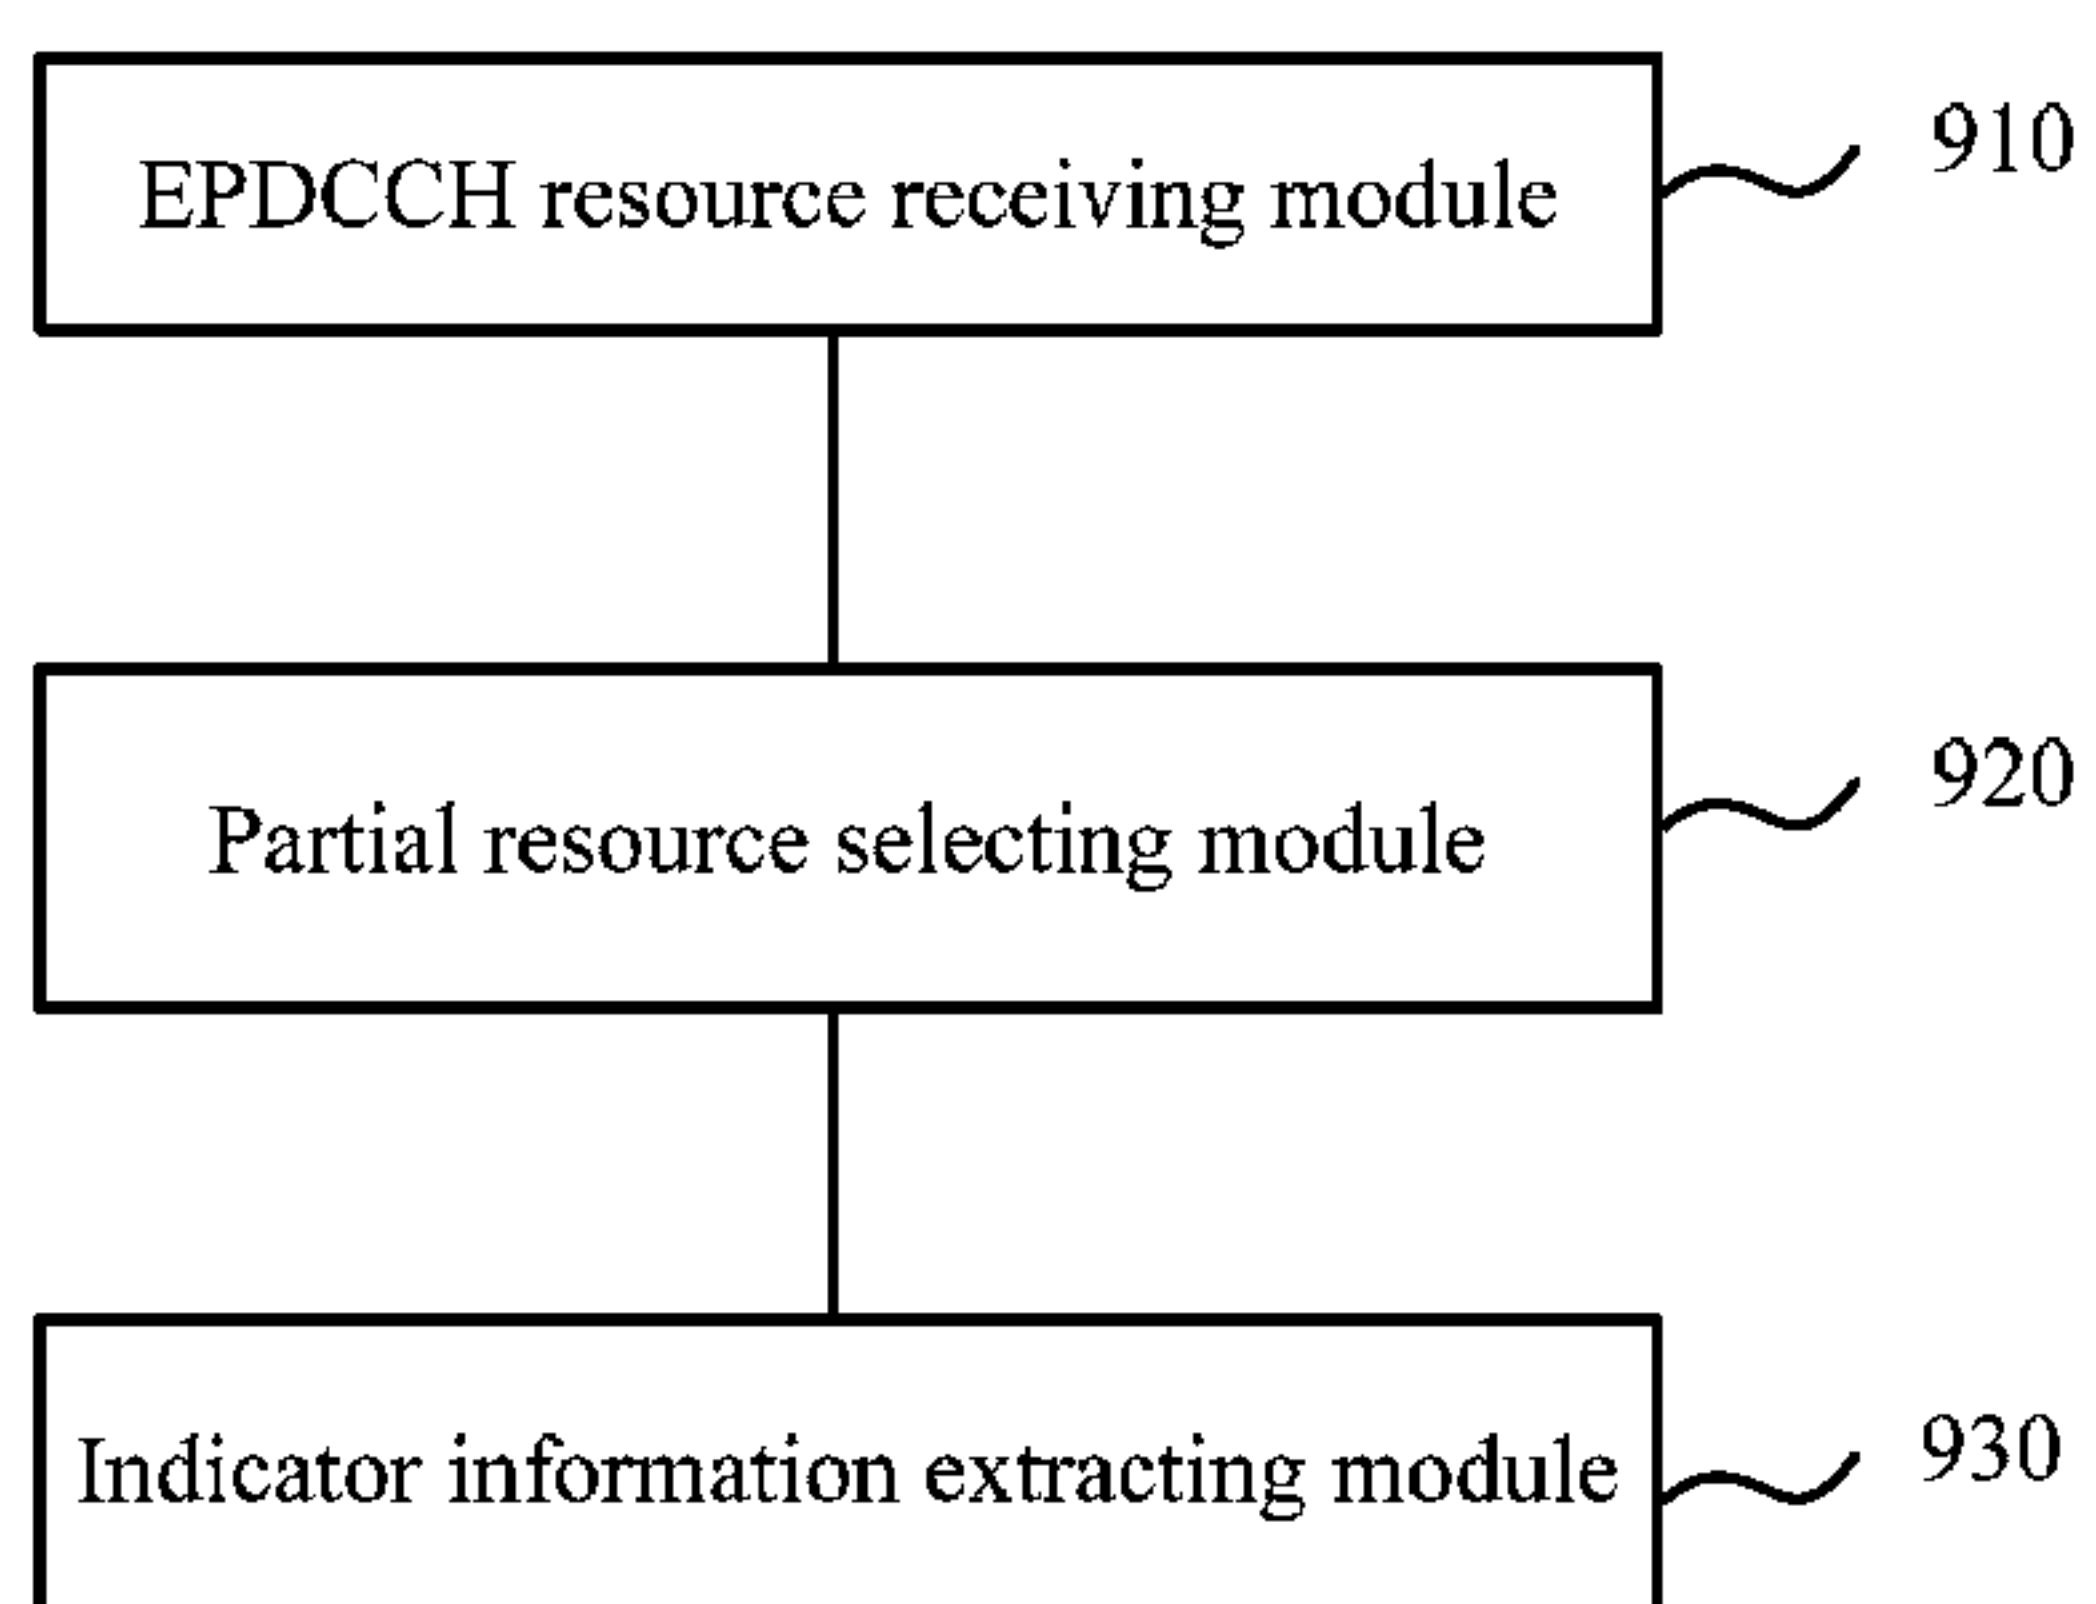 EPDCCH resource receiving module
910
Partial resource selecting module
920
Indicator information extracting module
930